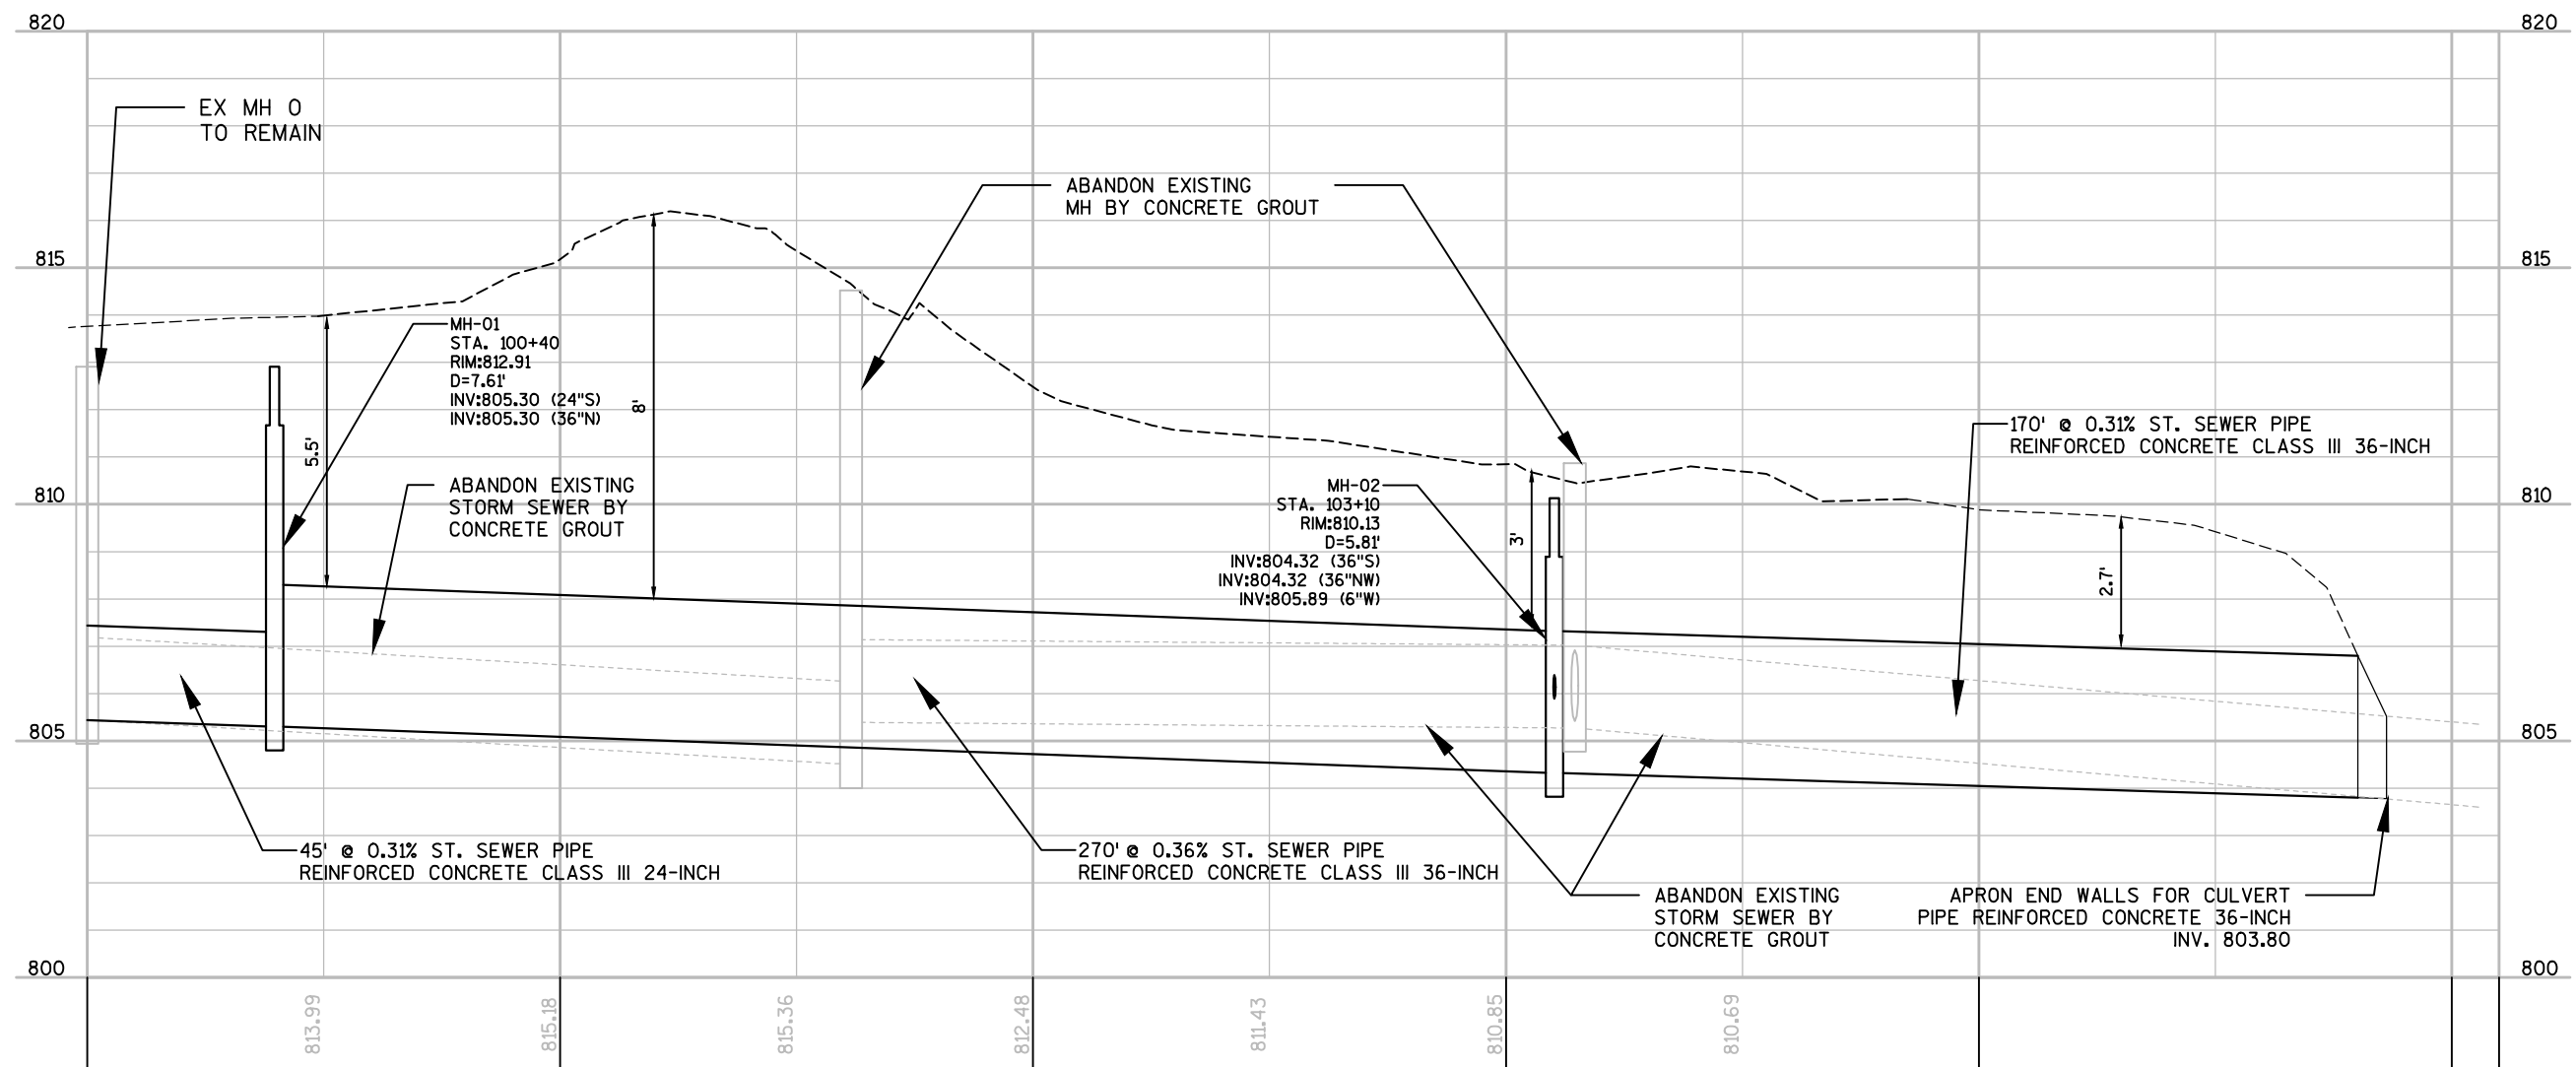 820
820
EX MH 0
TO REMAIN
ABANDON EXISTING
MH BY CONCRETE GROUT
815
815
MH-01
STA. 100+40
RIM:812.91
D=7.61'
INV:805.30 (24"S)
INV:805.30 (36"N)
8'
5.5'
170' @ 0.31% ST. SEWER PIPE
REINFORCED CONCRETE CLASS III 36-INCH
ABANDON EXISTING
STORM SEWER BY
CONCRETE GROUT
810
810
MH-02
STA. 103+10
RIM:810.13
D=5.81'
INV:804.32 (36"S)
INV:804.32 (36"NW)
INV:805.89 (6"W)
3'
2.7'
805
805
45' @ 0.31% ST. SEWER PIPE
REINFORCED CONCRETE CLASS III 24-INCH
270' @ 0.36% ST. SEWER PIPE
REINFORCED CONCRETE CLASS III 36-INCH
ABANDON EXISTING
STORM SEWER BY
CONCRETE GROUT
APRON END WALLS FOR CULVERT
PIPE REINFORCED CONCRETE 36-INCH
INV. 803.80
800
800
813.99
815.18
815.36
812.48
811.43
810.85
810.69